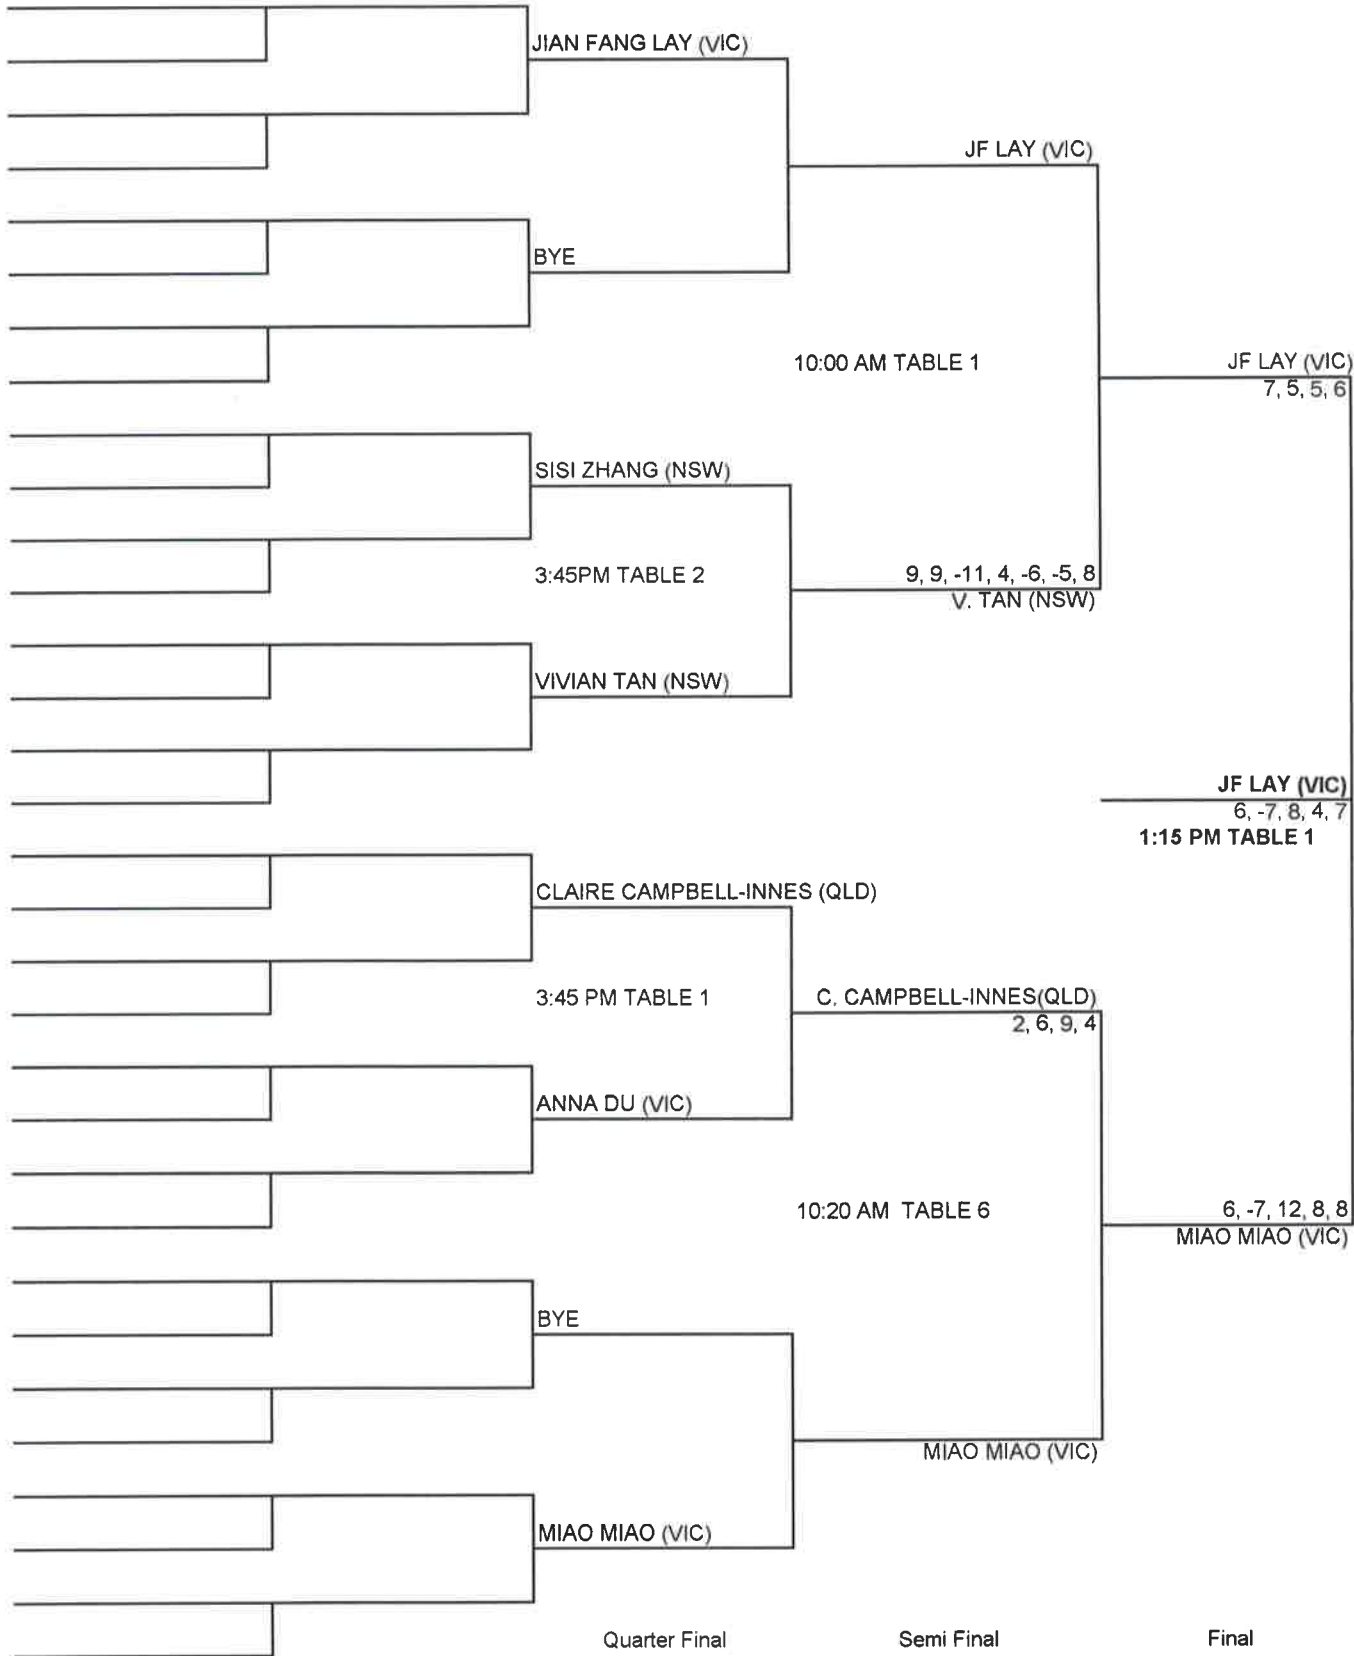 JIAN FANG LAY (VIC)
JF LAY (VIC)
BYE
10:00 AM TABLE 1
JF LAY (VIC)
7, 5, 5, 6
SISI ZHANG (NSW)
3:45PM TABLE 2
9, 9, -11, 4, -6, -5, 8
V. TAN (NSW)
VIVIAN TAN (NSW)
JF LAY (VIC)
6, -7, 8, 4, 7
1:15 PM TABLE 1
CLAIRE CAMPBELL-INNES (QLD)
3:45 PM TABLE 1
C. CAMPBELL-INNES(QLD)
2, 6, 9, 4
ANNA DU (VIC)
10:20 AM TABLE 6
6, -7, 12, 8, 8
MIAO MIAO (VIC)
BYE
MIAO MIAO (VIC)
MIAO MIAO (VIC)
Quarter Final Semi Final Final